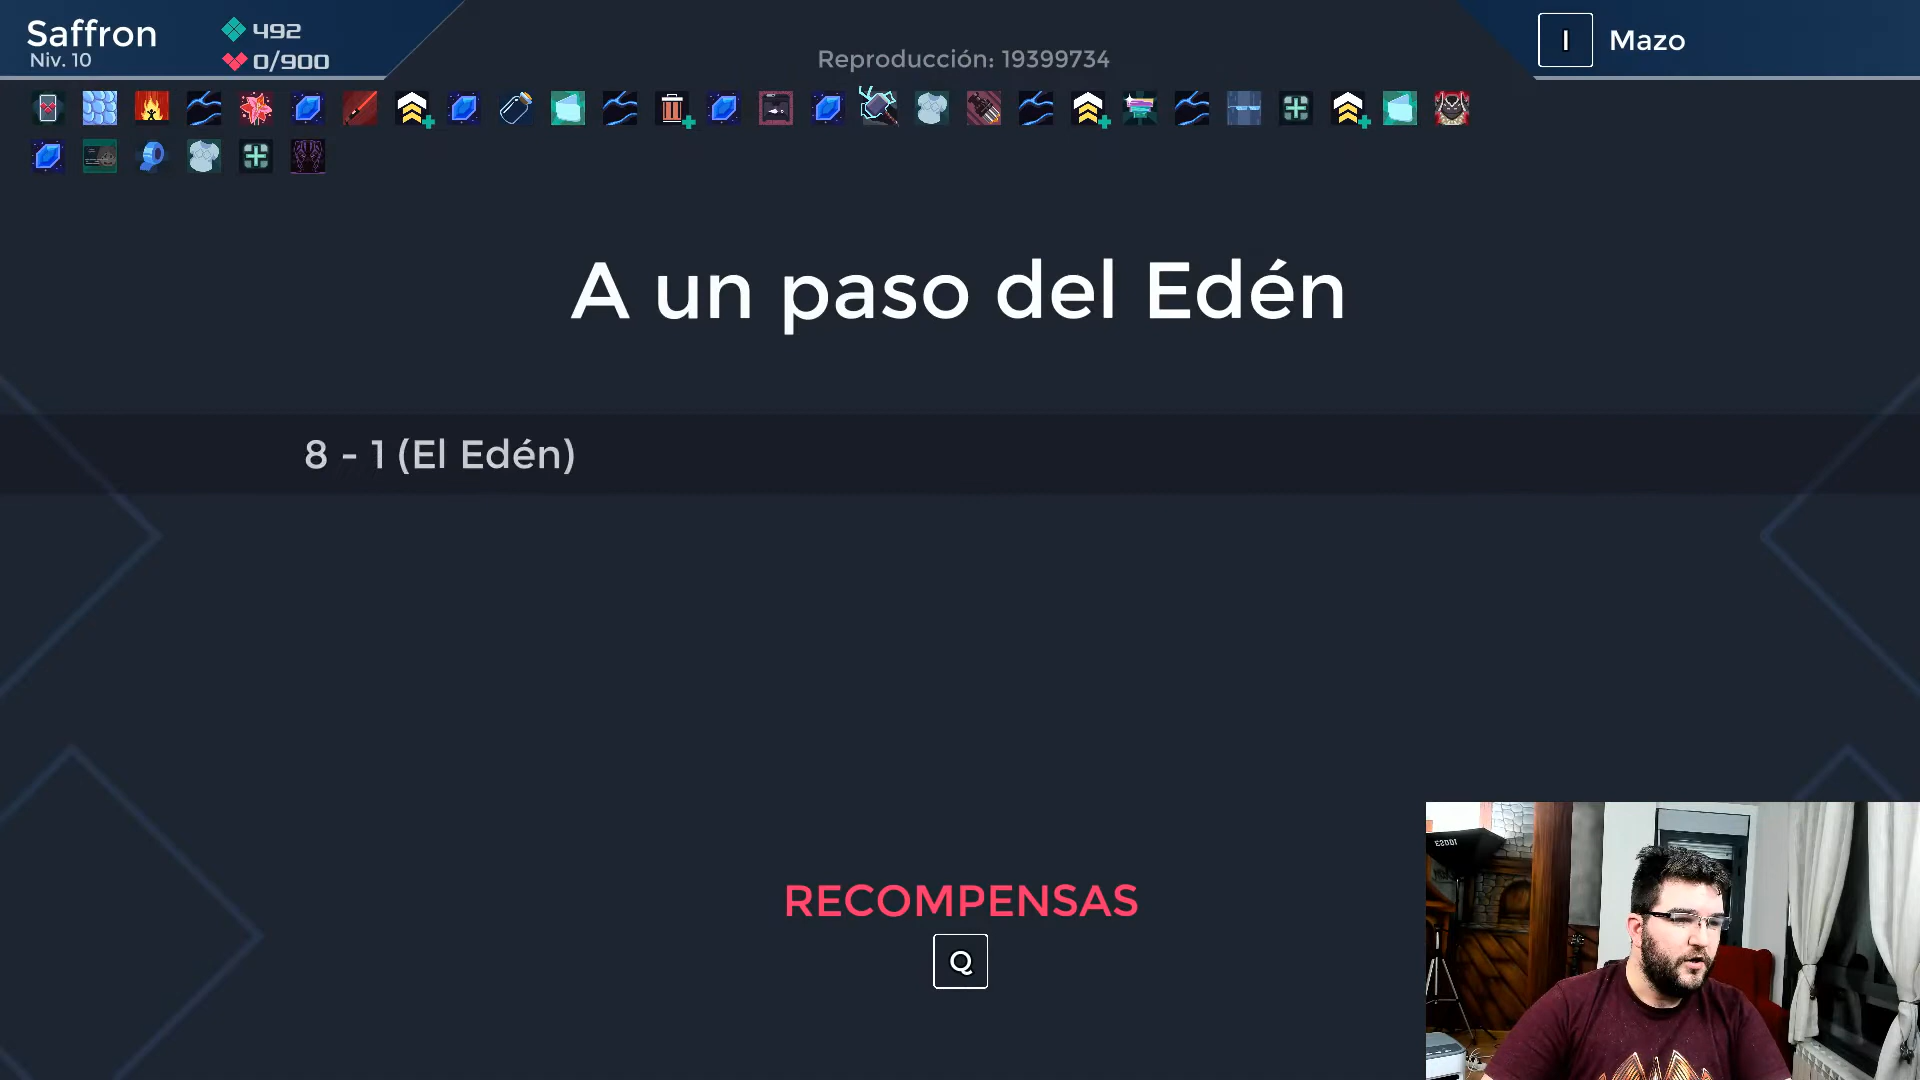 Saffron
Niv. 10
492
0/900
Reproducción: 19399734
I
Mazo
A un paso del Edén
8 - 1 (El Edén)
RECOMPENSAS
Q